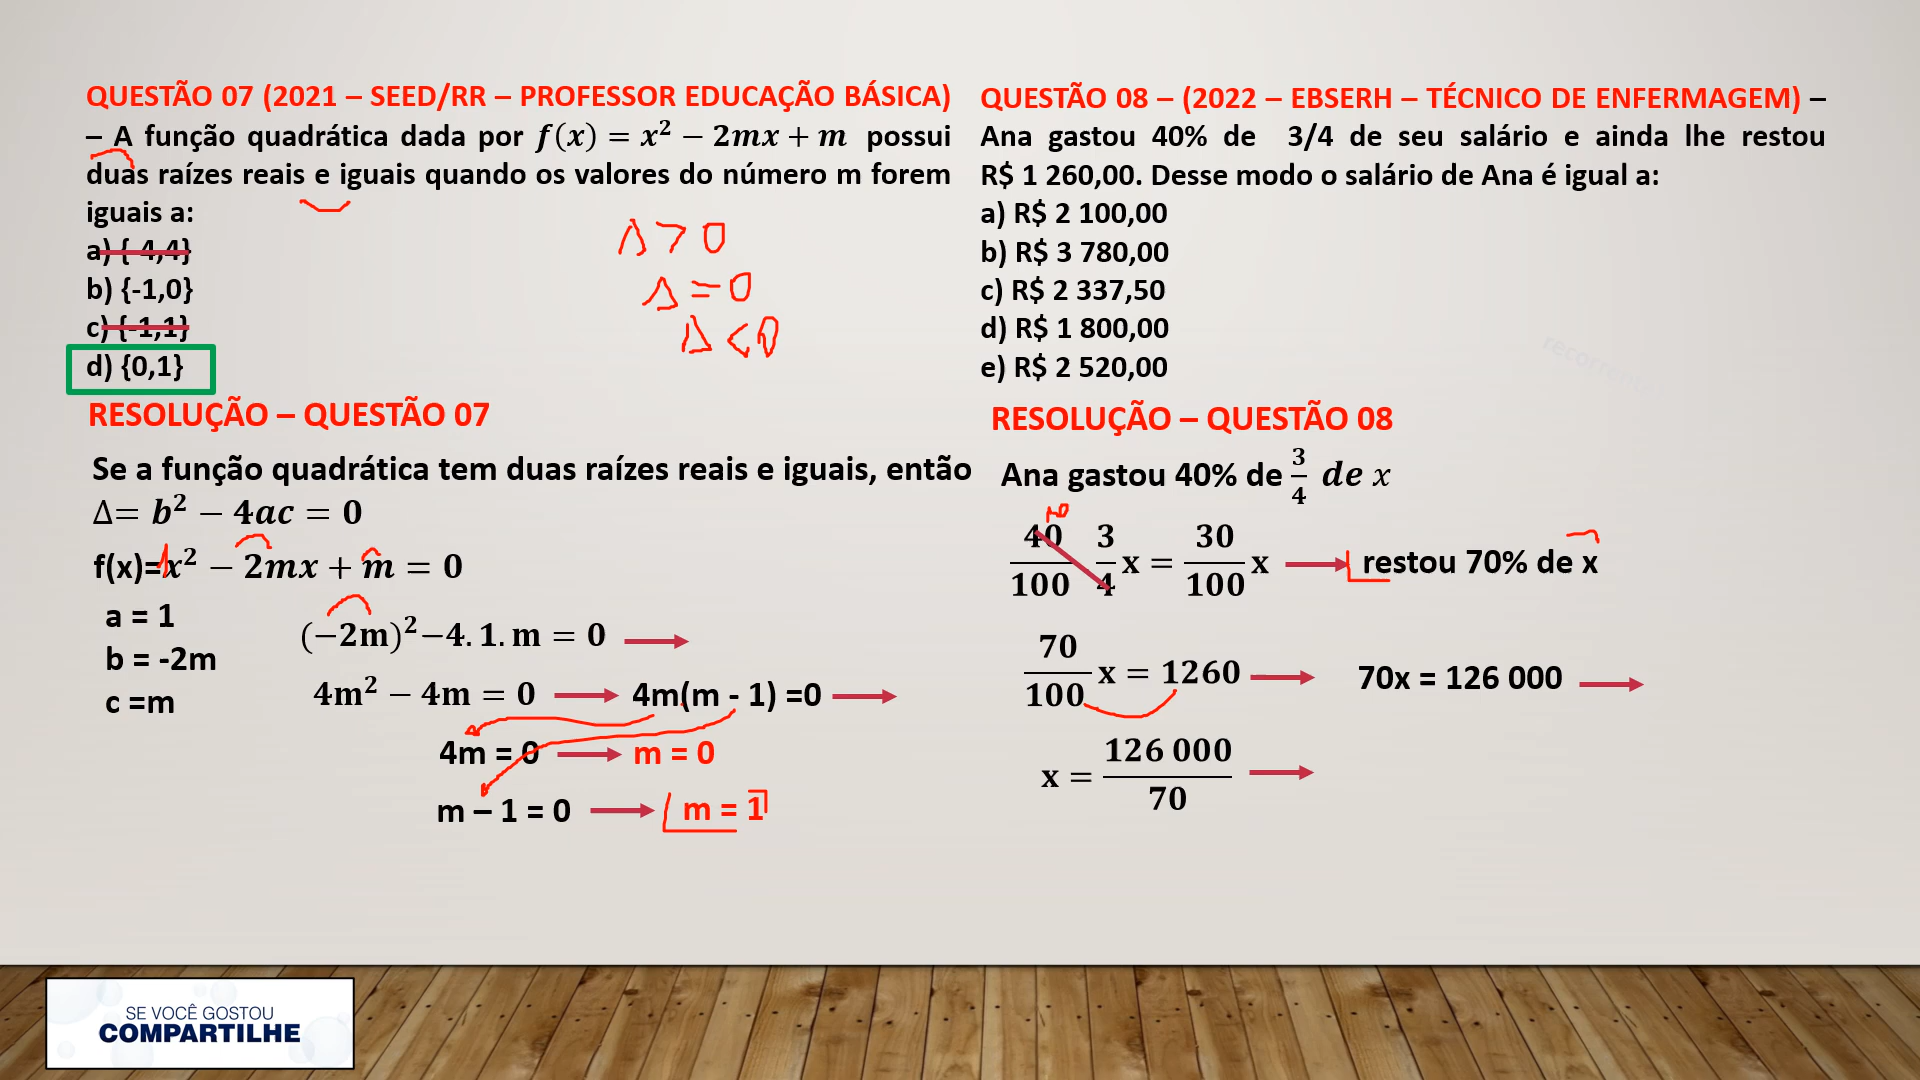 QUESTÃO 07 (2021 – SEED/RR – PROFESSOR EDUCAÇÃO BÁSICA)
– A função quadrática dada por f(x) = x² − 2mx + m possui
duas raízes reais e iguais quando os valores do número m forem
iguais a:
a) {-4,4}
b) {-1,0}
c) {-1,1}
d) {0,1}
Δ > 0
Δ = 0
Δ < 0
RESOLUÇÃO – QUESTÃO 07
Se a função quadrática tem duas raízes reais e iguais, então
Δ= b² − 4ac = 0
f(x)=x² − 2mx + m = 0
1
a = 1
b = -2m
c =m
(−2m)²−4.1.m = 0
4m² − 4m = 0
4m(m - 1) =0
4m = 0
m = 0
m – 1 = 0
m = 1
QUESTÃO 08 – (2022 – EBSERH – TÉCNICO DE ENFERMAGEM) –
Ana gastou 40% de 3/4 de seu salário e ainda lhe restou
R$ 1 260,00. Desse modo o salário de Ana é igual a:
a) R$ 2 100,00
b) R$ 3 780,00
c) R$ 2 337,50
d) R$ 1 800,00
e) R$ 2 520,00
RESOLUÇÃO – QUESTÃO 08
Ana gastou 40% de 3/4 de x
10
40/100 3/4 x = 30/100 x
restou 70% de x
70/100 x = 1260
70x = 126 000
x = 126 000/70
SE VOCÊ GOSTOU
COMPARTILHE